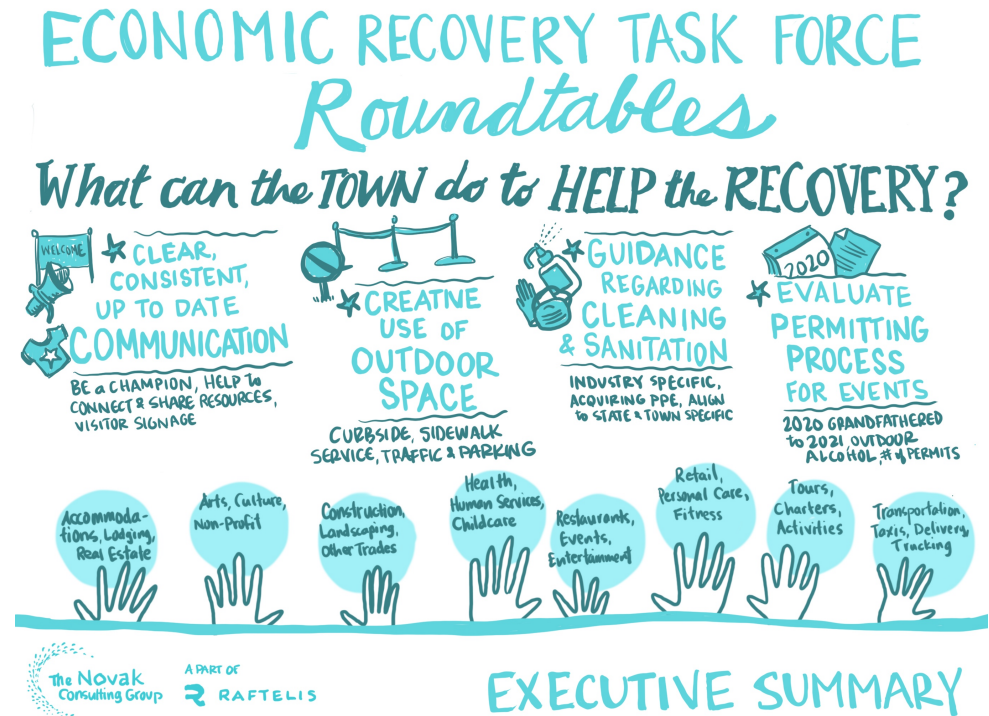 ECONOMIC RECOVERY TASK FORCE
Roundtables
What can the TOWN do to HELP the RECOVERY?
WELCOME
CLEAR,
CONSISTENT,
UP TO DATE
COMMUNICATION
BE a CHAMPION, HELP to
CONNECT & SHARE RESOURCES,
VISITOR SIGNAGE
CREATIVE
USE OF
OUTDOOR
SPACE
CURBSIDE, SIDEWALK
SERVICE, TRAFFIC & PARKING
GUIDANCE
REGARDING
CLEANING
& SANITATION
INDUSTRY SPECIFIC,
ACQUIRING PPE, ALIGN
to STATE & TOWN SPECIFIC
2020
EVALUATE
PERMITTING
PROCESS
FOR EVENTS
2020 GRANDFATHERED
to 2021, OUTDOOR
ALCOHOL, # of PERMITS
Accommoda-
tions, Lodging,
Real Estate
Arts, Culture,
Non-Profit
Construction,
Landscaping,
Other Trades
Health,
Human Services,
Childcare
Restaurants,
Events,
Entertainment
Retail,
Personal Care,
Fitness
Tours,
Charters,
Activities
Transportation,
Taxis, Delivery,
Trucking
The Novak
Consulting Group
A PART OF
RAFTELIS
EXECUTIVE SUMMARY